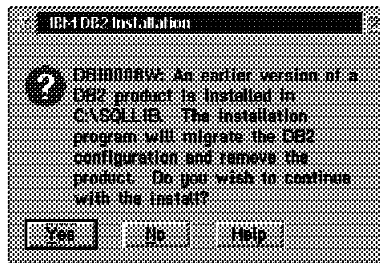 IBM DB2 Installation
DBI1008W: An earlier version of a
DB2 product is installed in
C:\SQLLIB. The installation
program will migrate the DB2
configuration and remove the
product. Do you wish to continue
with the install?
Yes No Help